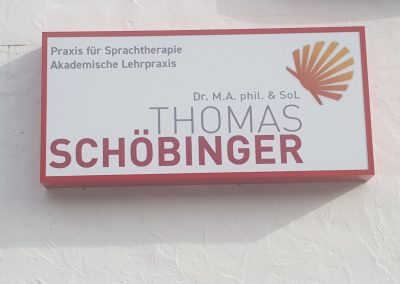 Praxis für Sprachtherapie
Akademische Lehrpraxis
Dr. M.A. phil. & SoL
THOMAS
SCHÖBINGER